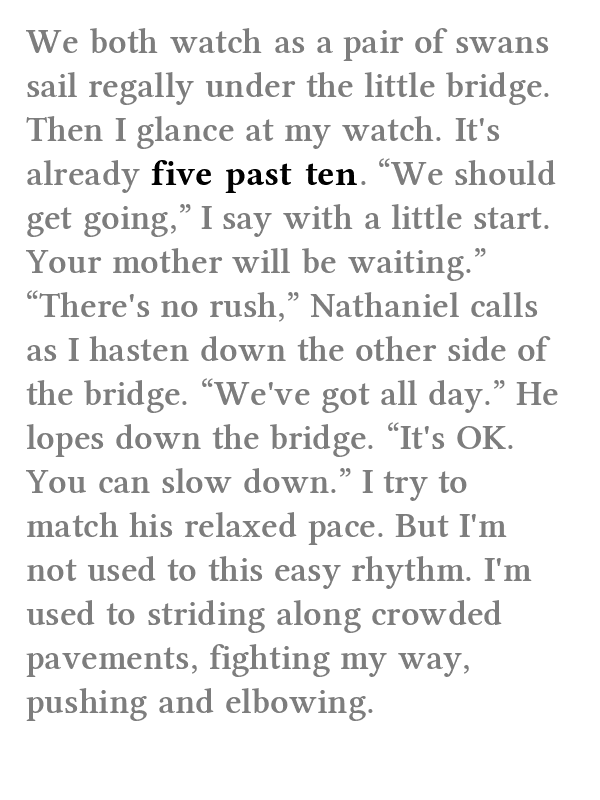 We both watch as a pair of swans
sail regally under the little bridge.
Then I glance at my watch. It's
already five past ten. “We should
get going,” I say with a little start.
Your mother will be waiting.”
“There's no rush,” Nathaniel calls
as I hasten down the other side of
the bridge. “We've got all day.” He
lopes down the bridge. “It's OK.
You can slow down.” I try to
match his relaxed pace. But I'm
not used to this easy rhythm. I'm
used to striding along crowded
pavements, fighting my way,
pushing and elbowing.